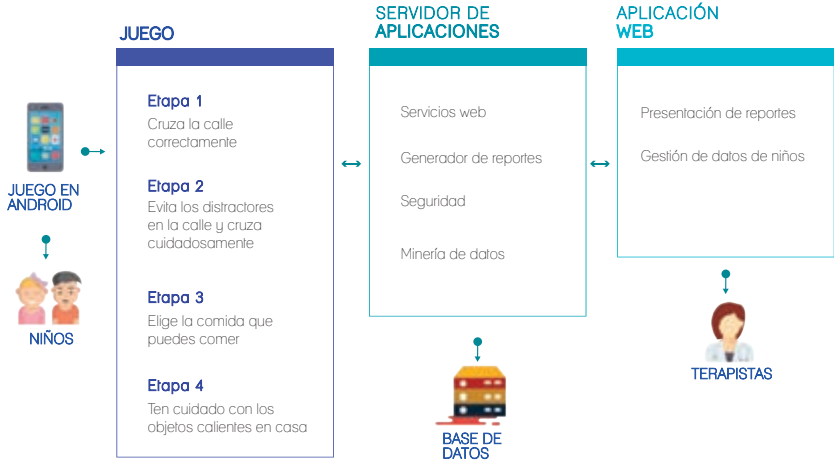 JUEGO
Etapa 1
Cruza la calle
correctamente
Etapa 2
Evita los distractores
en la calle y cruza
cuidadosamente
Etapa 3
Elige la comida que
puedes comer
Etapa 4
Ten cuidado con los
objetos calientes en casa
JUEGO EN
ANDROID
NIÑOS
SERVIDOR DE
APLICACIONES
Servicios web
Generador de reportes
Seguridad
Minería de datos
BASE DE
DATOS
APLICACIÓN
WEB
Presentación de reportes
Gestión de datos de niños
TERAPISTAS